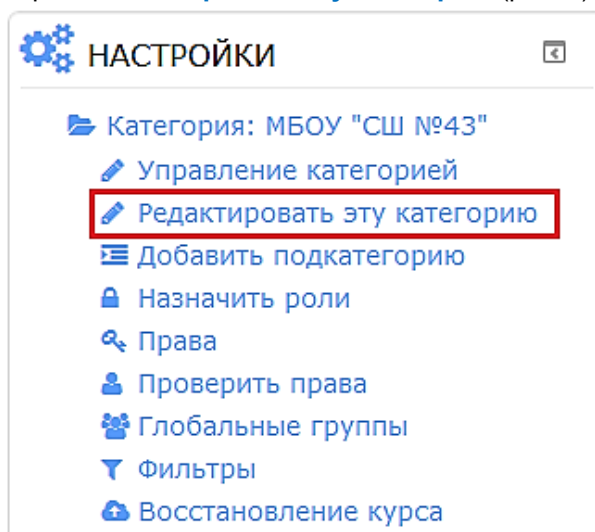 НАСТРОЙКИ
Категория: МБОУ "СШ №43"
Управление категорией
Редактировать эту категорию
Добавить подкатегорию
Назначить роли
Права
Проверить права
Глобальные группы
Фильтры
Восстановление курса